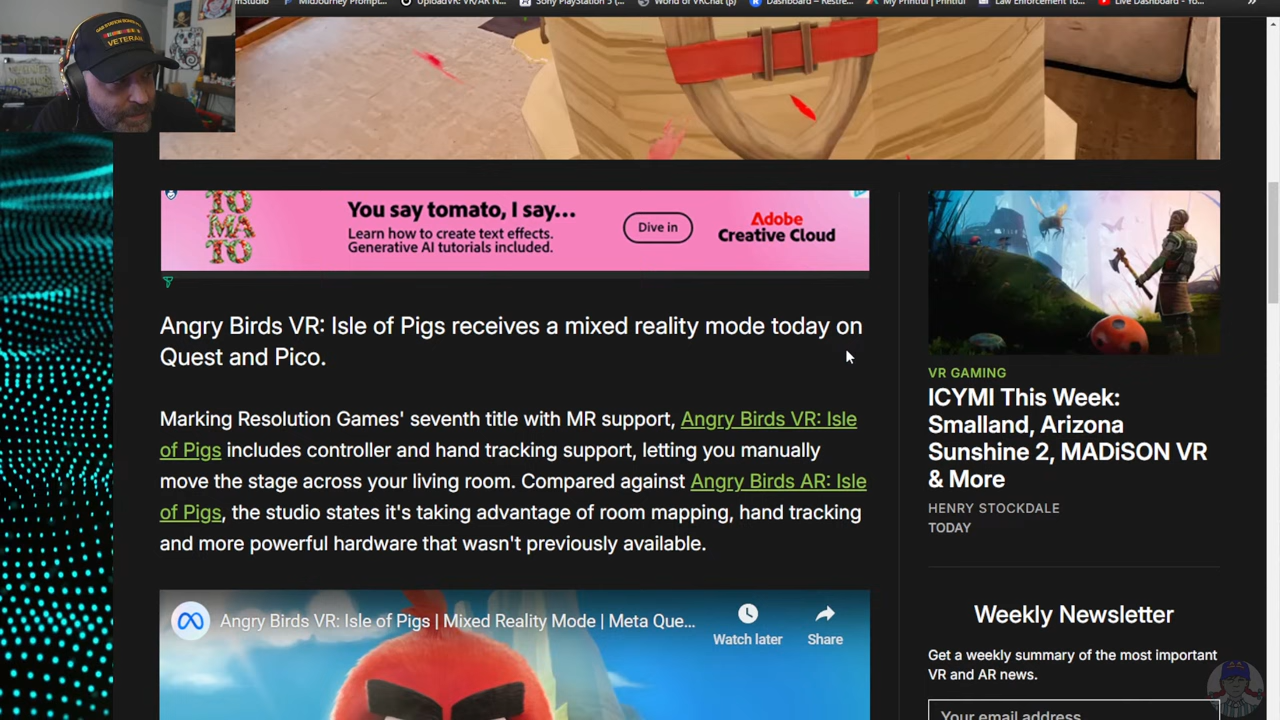 MidJourney Prompt...
UploadVR: VR/AR N...
Sony PlayStation 5 (...
World of VRChat (p)
Dashboard – Restre...
My Printful | Printful
Law Enforcement To...
Live Dashboard - Yo...
»
VETERAN
TO
MA
TO
You say tomato, I say...
Learn how to create text effects.
Generative AI tutorials included.
Dive in
Adobe
Creative Cloud
Angry Birds VR: Isle of Pigs receives a mixed reality mode today on
Quest and Pico.
Marking Resolution Games' seventh title with MR support, Angry Birds VR: Isle
of Pigs includes controller and hand tracking support, letting you manually
move the stage across your living room. Compared against Angry Birds AR: Isle
of Pigs, the studio states it's taking advantage of room mapping, hand tracking
and more powerful hardware that wasn't previously available.
Angry Birds VR: Isle of Pigs | Mixed Reality Mode | Meta Que...
Watch later
Share
VR GAMING
ICYMI This Week:
Smalland, Arizona
Sunshine 2, MADiSON VR
& More
HENRY STOCKDALE
TODAY
Weekly Newsletter
Get a weekly summary of the most important
VR and AR news.
Your email address